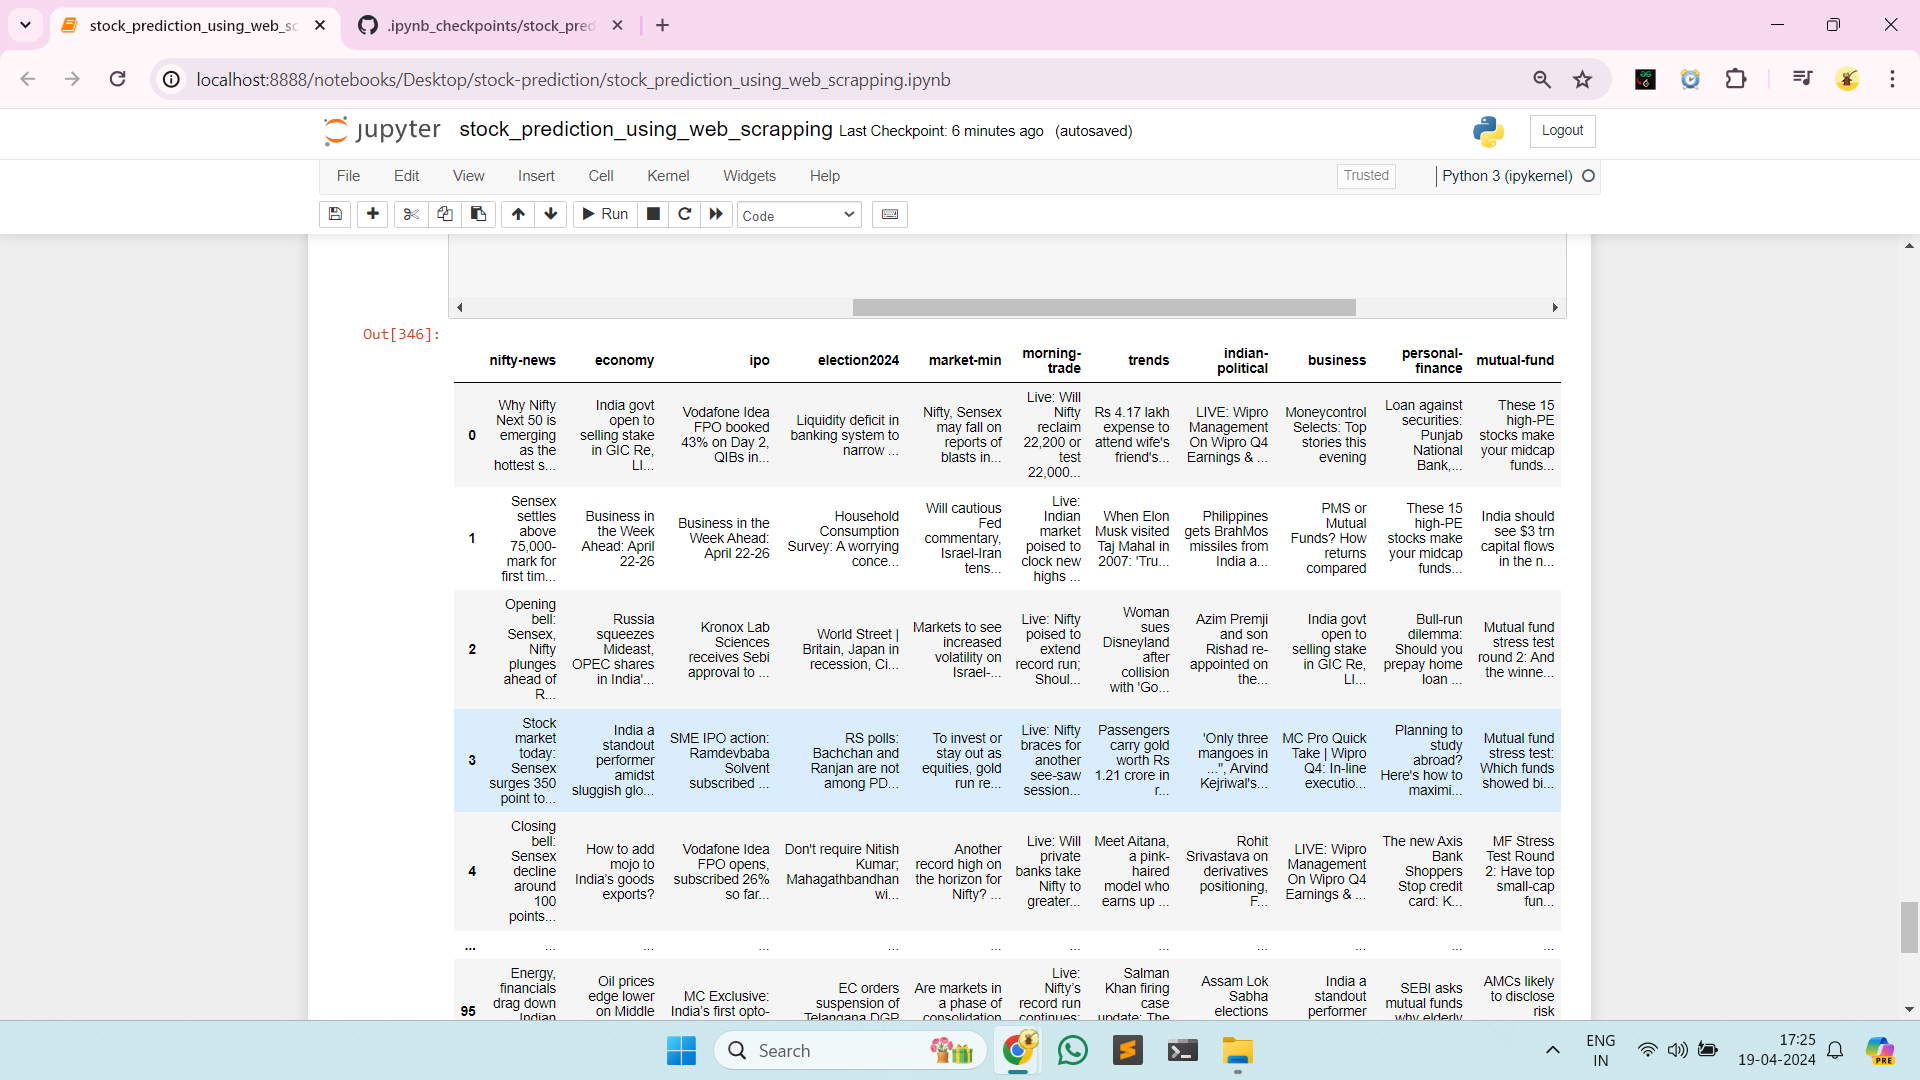 stock_prediction_using_web_sc
.ipynb_checkpoints/stock_pred
localhost:8888/notebooks/Desktop/stock-prediction/stock_prediction_using_web_scrapping.ipynb
jupyter stock_prediction_using_web_scrapping Last Checkpoint: 6 minutes ago (autosaved)
Logout
File Edit View Insert Cell Kernel Widgets Help
Trusted
Python 3 (ipykernel)
Run
Code
Out[346]:
nifty-news economy ipo election2024 market-min morning-trade trends indian-political business personal-finance mutual-fund
0
Why Nifty
Next 50 is
emerging
as the
hottest s...
India govt
open to
selling stake
in GIC Re,
LI...
Vodafone Idea
FPO booked
43% on Day 2,
QIBs in...
Liquidity deficit in
banking system to
narrow ...
Nifty, Sensex
may fall on
reports of
blasts in...
Live: Will
Nifty
reclaim
22,200 or
test
22,000...
Rs 4.17 lakh
expense to
attend wife's
friend's...
LIVE: Wipro
Management
On Wipro Q4
Earnings & ...
Moneycontrol
Selects: Top
stories this
evening
Loan against
securities:
Punjab
National
Bank,...
These 15
high-PE
stocks make
your midcap
funds...
1
Sensex
settles
above
75,000-
mark for
first tim...
Business in
the Week
Ahead: April
22-26
Business in the
Week Ahead:
April 22-26
Household
Consumption
Survey: A worrying
conce...
Will cautious
Fed
commentary,
Israel-Iran
tens...
Live:
Indian
market
poised to
clock new
highs ...
When Elon
Musk visited
Taj Mahal in
2007: 'Tru...
Philippines
gets BrahMos
missiles from
India a...
PMS or
Mutual
Funds? How
returns
compared
These 15
high-PE
stocks make
your midcap
funds...
India should
see $3 trn
capital flows
in the n...
2
Opening
bell:
Sensex,
Nifty
plunges
ahead of
R...
Russia
squeezes
Mideast,
OPEC shares
in India'...
Kronox Lab
Sciences
receives Sebi
approval to ...
World Street |
Britain, Japan in
recession, Ci...
Markets to see
increased
volatility on
Israel-...
Live: Nifty
poised to
extend
record run;
Shoul...
Woman
sues
Disneyland
after
collision
with 'Go...
Azim Premji
and son
Rishad re-
appointed on
the...
India govt
open to
selling stake
in GIC Re,
LI...
Bull-run
dilemma:
Should you
prepay home
loan ...
Mutual fund
stress test
round 2: And
the winne...
3
Stock
market
today:
Sensex
surges 350
point to...
India a
standout
performer
amidst
sluggish glo...
SME IPO action:
Ramdevbaba
Solvent
subscribed ...
RS polls:
Bachchan and
Ranjan are not
among PD...
To invest or
stay out as
equities, gold
run re...
Live: Nifty
braces for
another
see-saw
session...
Passengers
carry gold
worth Rs
1.21 crore in
r...
'Only three
mangoes in
...", Arvind
Kejriwal's...
MC Pro Quick
Take | Wipro
Q4: In-line
executio...
Planning to
study
abroad?
Here's how to
maximi...
Mutual fund
stress test:
Which funds
showed bi...
4
Closing
bell:
Sensex
decline
around
100
points...
How to add
mojo to
India's goods
exports?
Vodafone Idea
FPO opens,
subscribed 26%
so far...
Don't require Nitish
Kumar;
Mahagathbandhan
wi...
Another
record high on
the horizon for
Nifty? ...
Live: Will
private
banks take
Nifty to
greater...
Meet Aitana,
a pink-
haired
model who
earns up ...
Rohit
Srivastava on
derivatives
positioning,
F...
LIVE: Wipro
Management
On Wipro Q4
Earnings & ...
The new Axis
Bank
Shoppers
Stop credit
card: K...
MF Stress
Test Round
2: Have top
small-cap
fun...
... ... ... ... ... ... ... ... ... ... ... ...
95
Energy,
financials
drag down
Indian
Oil prices
edge lower
on Middle
MC Exclusive:
India's first opto-
EC orders
suspension of
Telangana DGP
Are markets in
a phase of
consolidation
Live:
Nifty's
record run
continues:
Salman
Khan firing
case
update: The
Assam Lok
Sabha
elections
India a
standout
performer
SEBI asks
mutual funds
why elderly
AMCs likely
to disclose
risk
Search
ENG
IN
17:25
19-04-2024
PRE